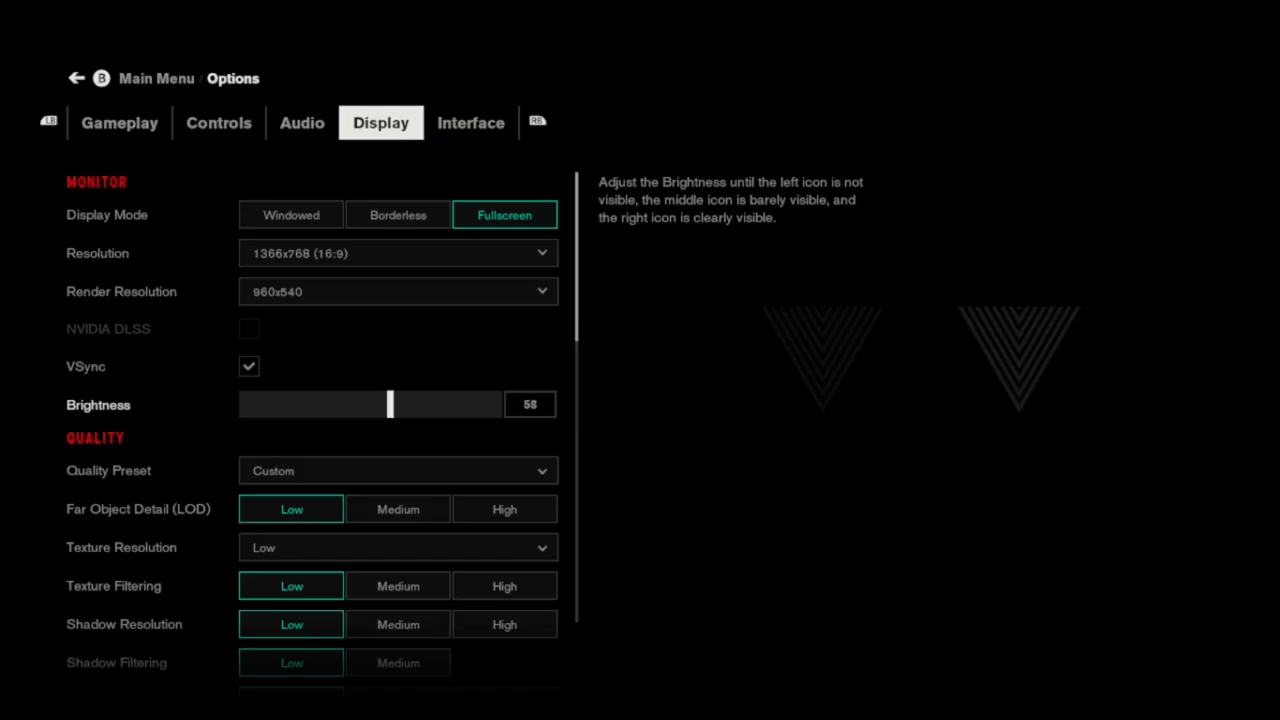 B Main Menu / Options
LB Gameplay Controls Audio Display Interface RB
MONITOR
Display Mode Windowed Borderless Fullscreen
Resolution 1366x768 (16:9)
Render Resolution 960x540
NVIDIA DLSS
VSync
Brightness 58
QUALITY
Quality Preset Custom
Far Object Detail (LOD) Low Medium High
Texture Resolution Low
Texture Filtering Low Medium High
Shadow Resolution Low Medium High
Shadow Filtering Low Medium
Adjust the Brightness until the left icon is not
visible, the middle icon is barely visible, and
the right icon is clearly visible.